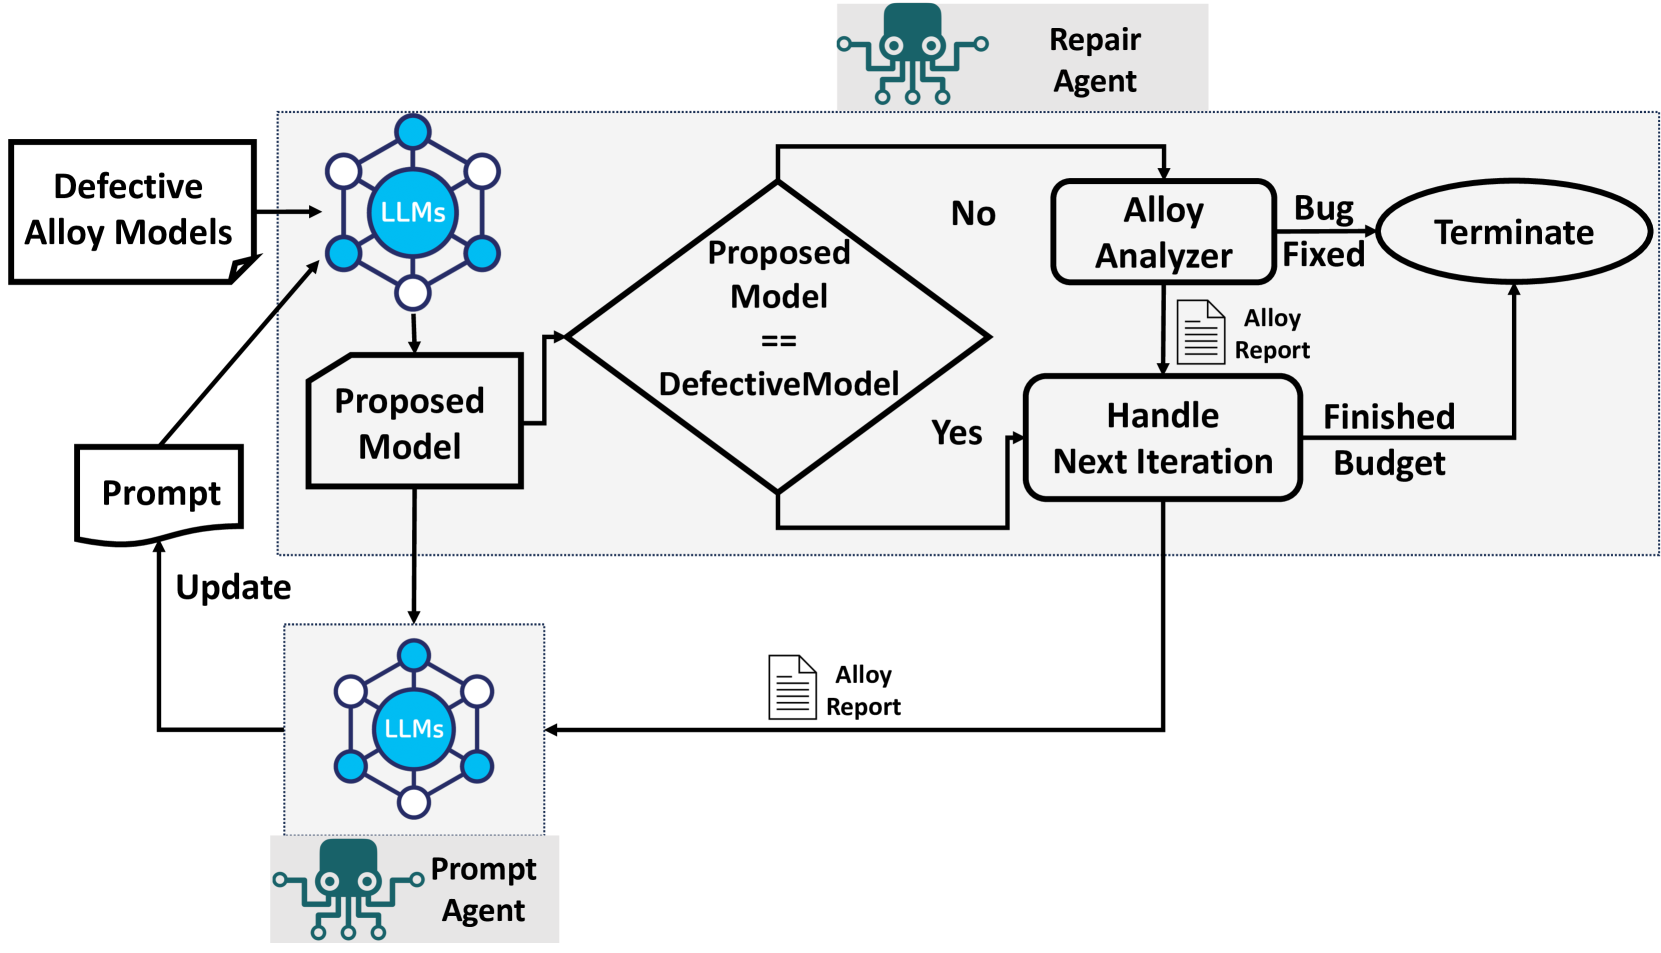 Repair
Agent
Defective
Alloy Models
LLMs
Proposed
Model
==
DefectiveModel
No
Yes
Alloy
Analyzer
Bug
Fixed
Terminate
Alloy
Report
Proposed
Model
Handle
Next Iteration
Finished
Budget
Prompt
Update
LLMs
Alloy
Report
Prompt
Agent